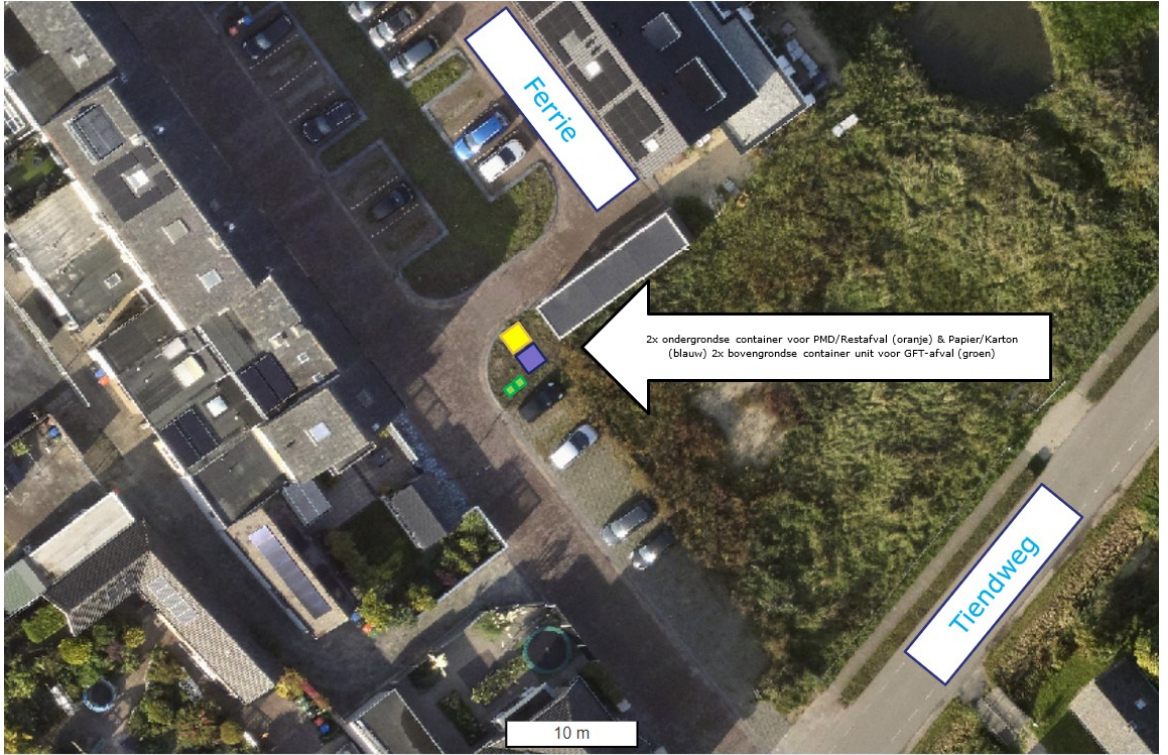 Ferrie
2x ondergrondse container voor PMD/Restafval (oranje) & Papier/Karton
(blauw) 2x bovengrondse container unit voor GFT-afval (groen)
Tiendweg
10 m